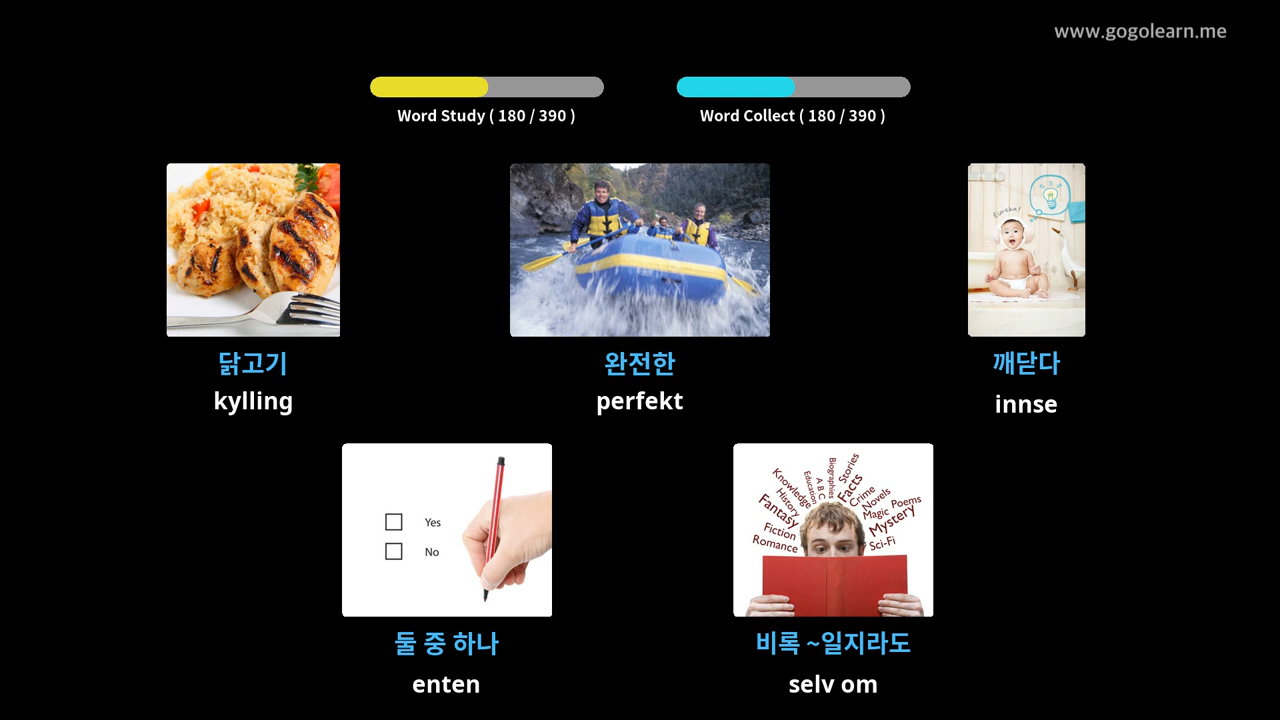 www.gogolearn.me
Word Study ( 180 / 390 )
Word Collect ( 180 / 390 )
Eureka!
닭고기
kylling
완전한
perfekt
깨닫다
innse
Yes
No
Knowledge
History
Fantasy
Fiction
Romance
Education
A B C
Biographies
Stories
Facts
Crime
Novels
Magic
Poems
Mystery
Sci-Fi
둘 중 하나
enten
비록 ~일지라도
selv om